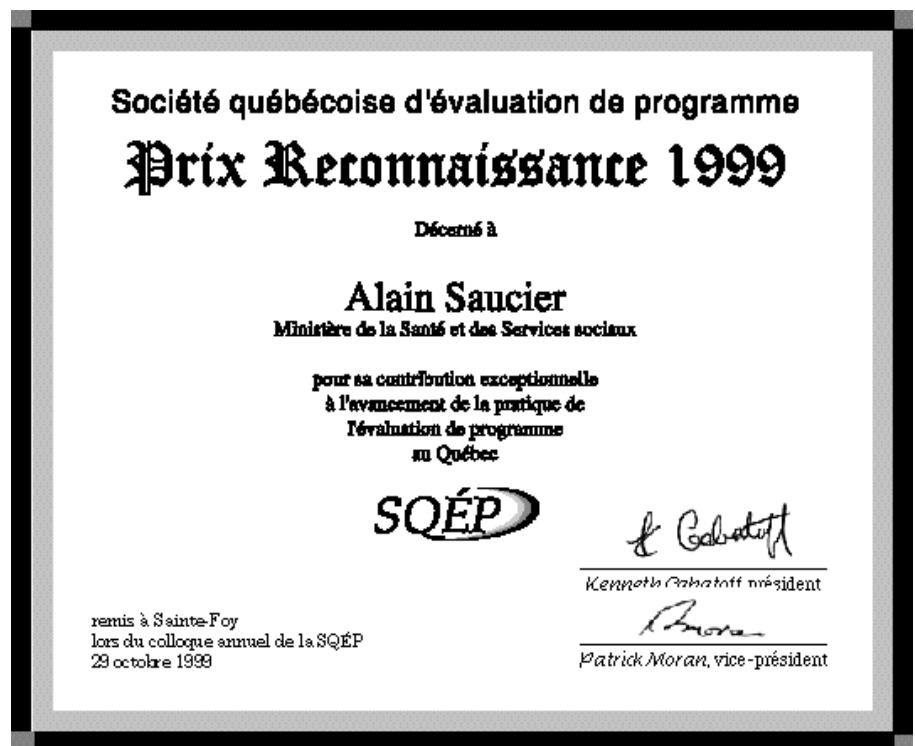 Société québécoise d'évaluation de programme
Prix Reconnaissance 1999
Décerné à
Alain Saucier
Ministère de la Santé et des Services sociaux
pour sa contribution exceptionnelle
à l'avancement de la pratique de
l'évaluation de programme
au Québec
SQÉP
K Gabatoff
Kenneth Cabatoff président
PMoran
Patrick Moran, vice-président
remis à Sainte-Foy
lors du colloque annuel de la SQÉP
29 octobre 1999